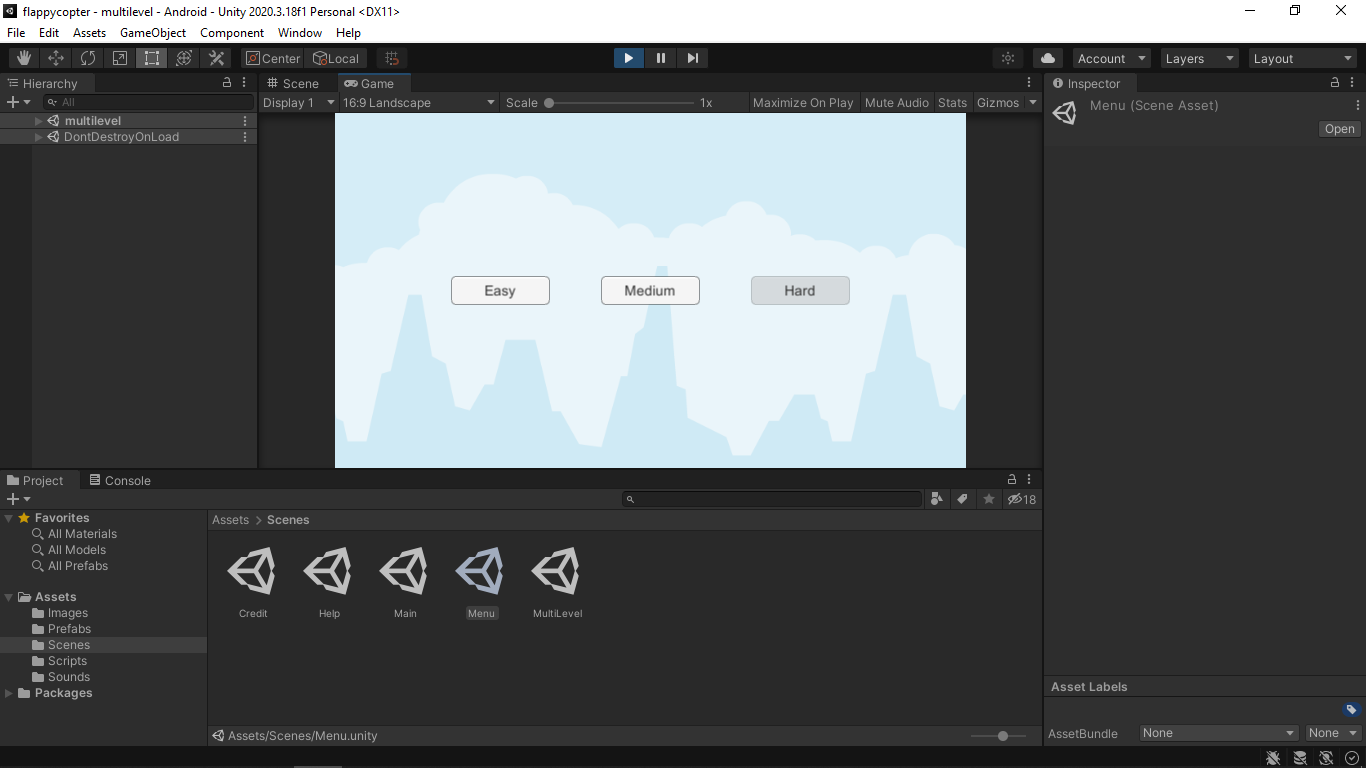 flappycopter - multilevel - Android - Unity 2020.3.18f1 Personal <DX11>
File Edit Assets GameObject Component Window Help
Center Local Account Layers Layout
Hierarchy
All
multilevel
DontDestroyOnLoad
Scene Game
Display 1 16:9 Landscape Scale 1x Maximize On Play Mute Audio Stats Gizmos
Easy Medium Hard
Inspector
Menu (Scene Asset)
Open
Project Console
18
Favorites
All Materials
All Models
All Prefabs
Assets
Images
Prefabs
Scenes
Scripts
Sounds
Packages
Assets > Scenes
Credit Help Main Menu MultiLevel
Assets/Scenes/Menu.unity
Asset Labels
AssetBundle None None